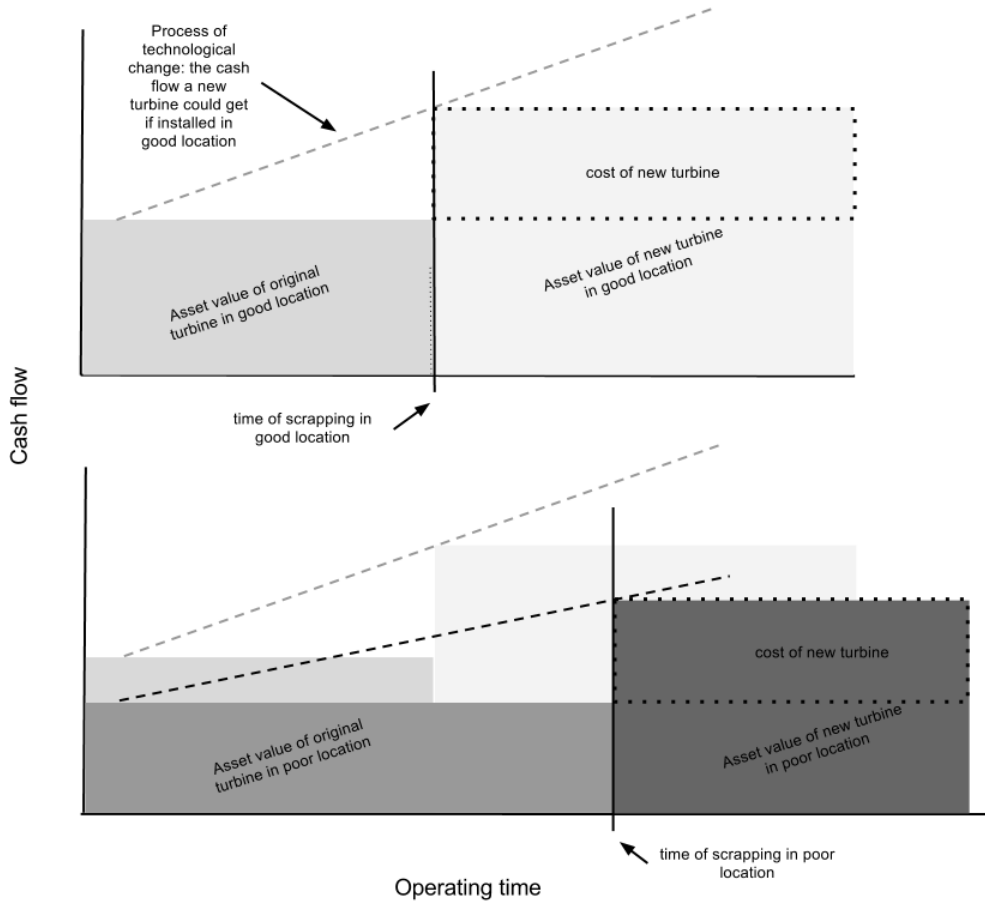 Process of
technological
change: the cash
flow a new
turbine could get
if installed in
good location
cost of new turbine
Asset value of original
turbine in good location
Asset value of new turbine
in good location
time of scrapping in
good location
Cash flow
cost of new turbine
Asset value of original
turbine in poor location
Asset value of new turbine
in poor location
time of scrapping in poor
location
Operating time